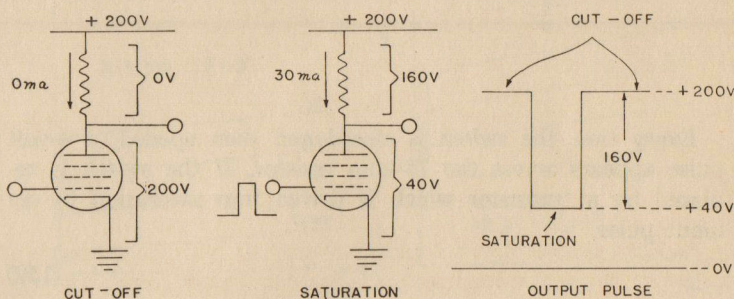 + 200V
0ma
0V
200V
CUT-OFF
+ 200V
30ma
160V
40V
SATURATION
CUT-OFF
+200V
160V
+40V
SATURATION
0V
OUTPUT PULSE